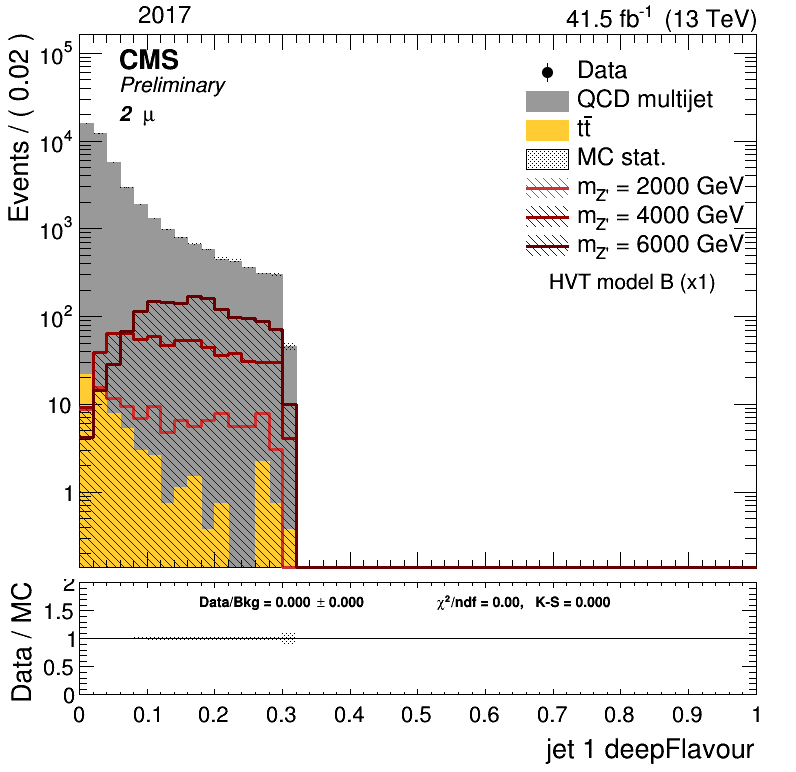 2017
41.5 fb⁻¹ (13 TeV)
CMS
Preliminary
2 μ
Data
QCD multijet
tt̄
MC stat.
m_Z' = 2000 GeV
m_Z' = 4000 GeV
m_Z' = 6000 GeV
HVT model B (x1)
Events / ( 0.02 )
10⁵
10⁴
10³
10²
10
1
Data/Bkg = 0.000 ± 0.000
χ²/ndf = 0.00, K-S = 0.000
Data / MC
2
1.5
1
0.5
0
0 0.1 0.2 0.3 0.4 0.5 0.6 0.7 0.8 0.9 1
jet 1 deepFlavour